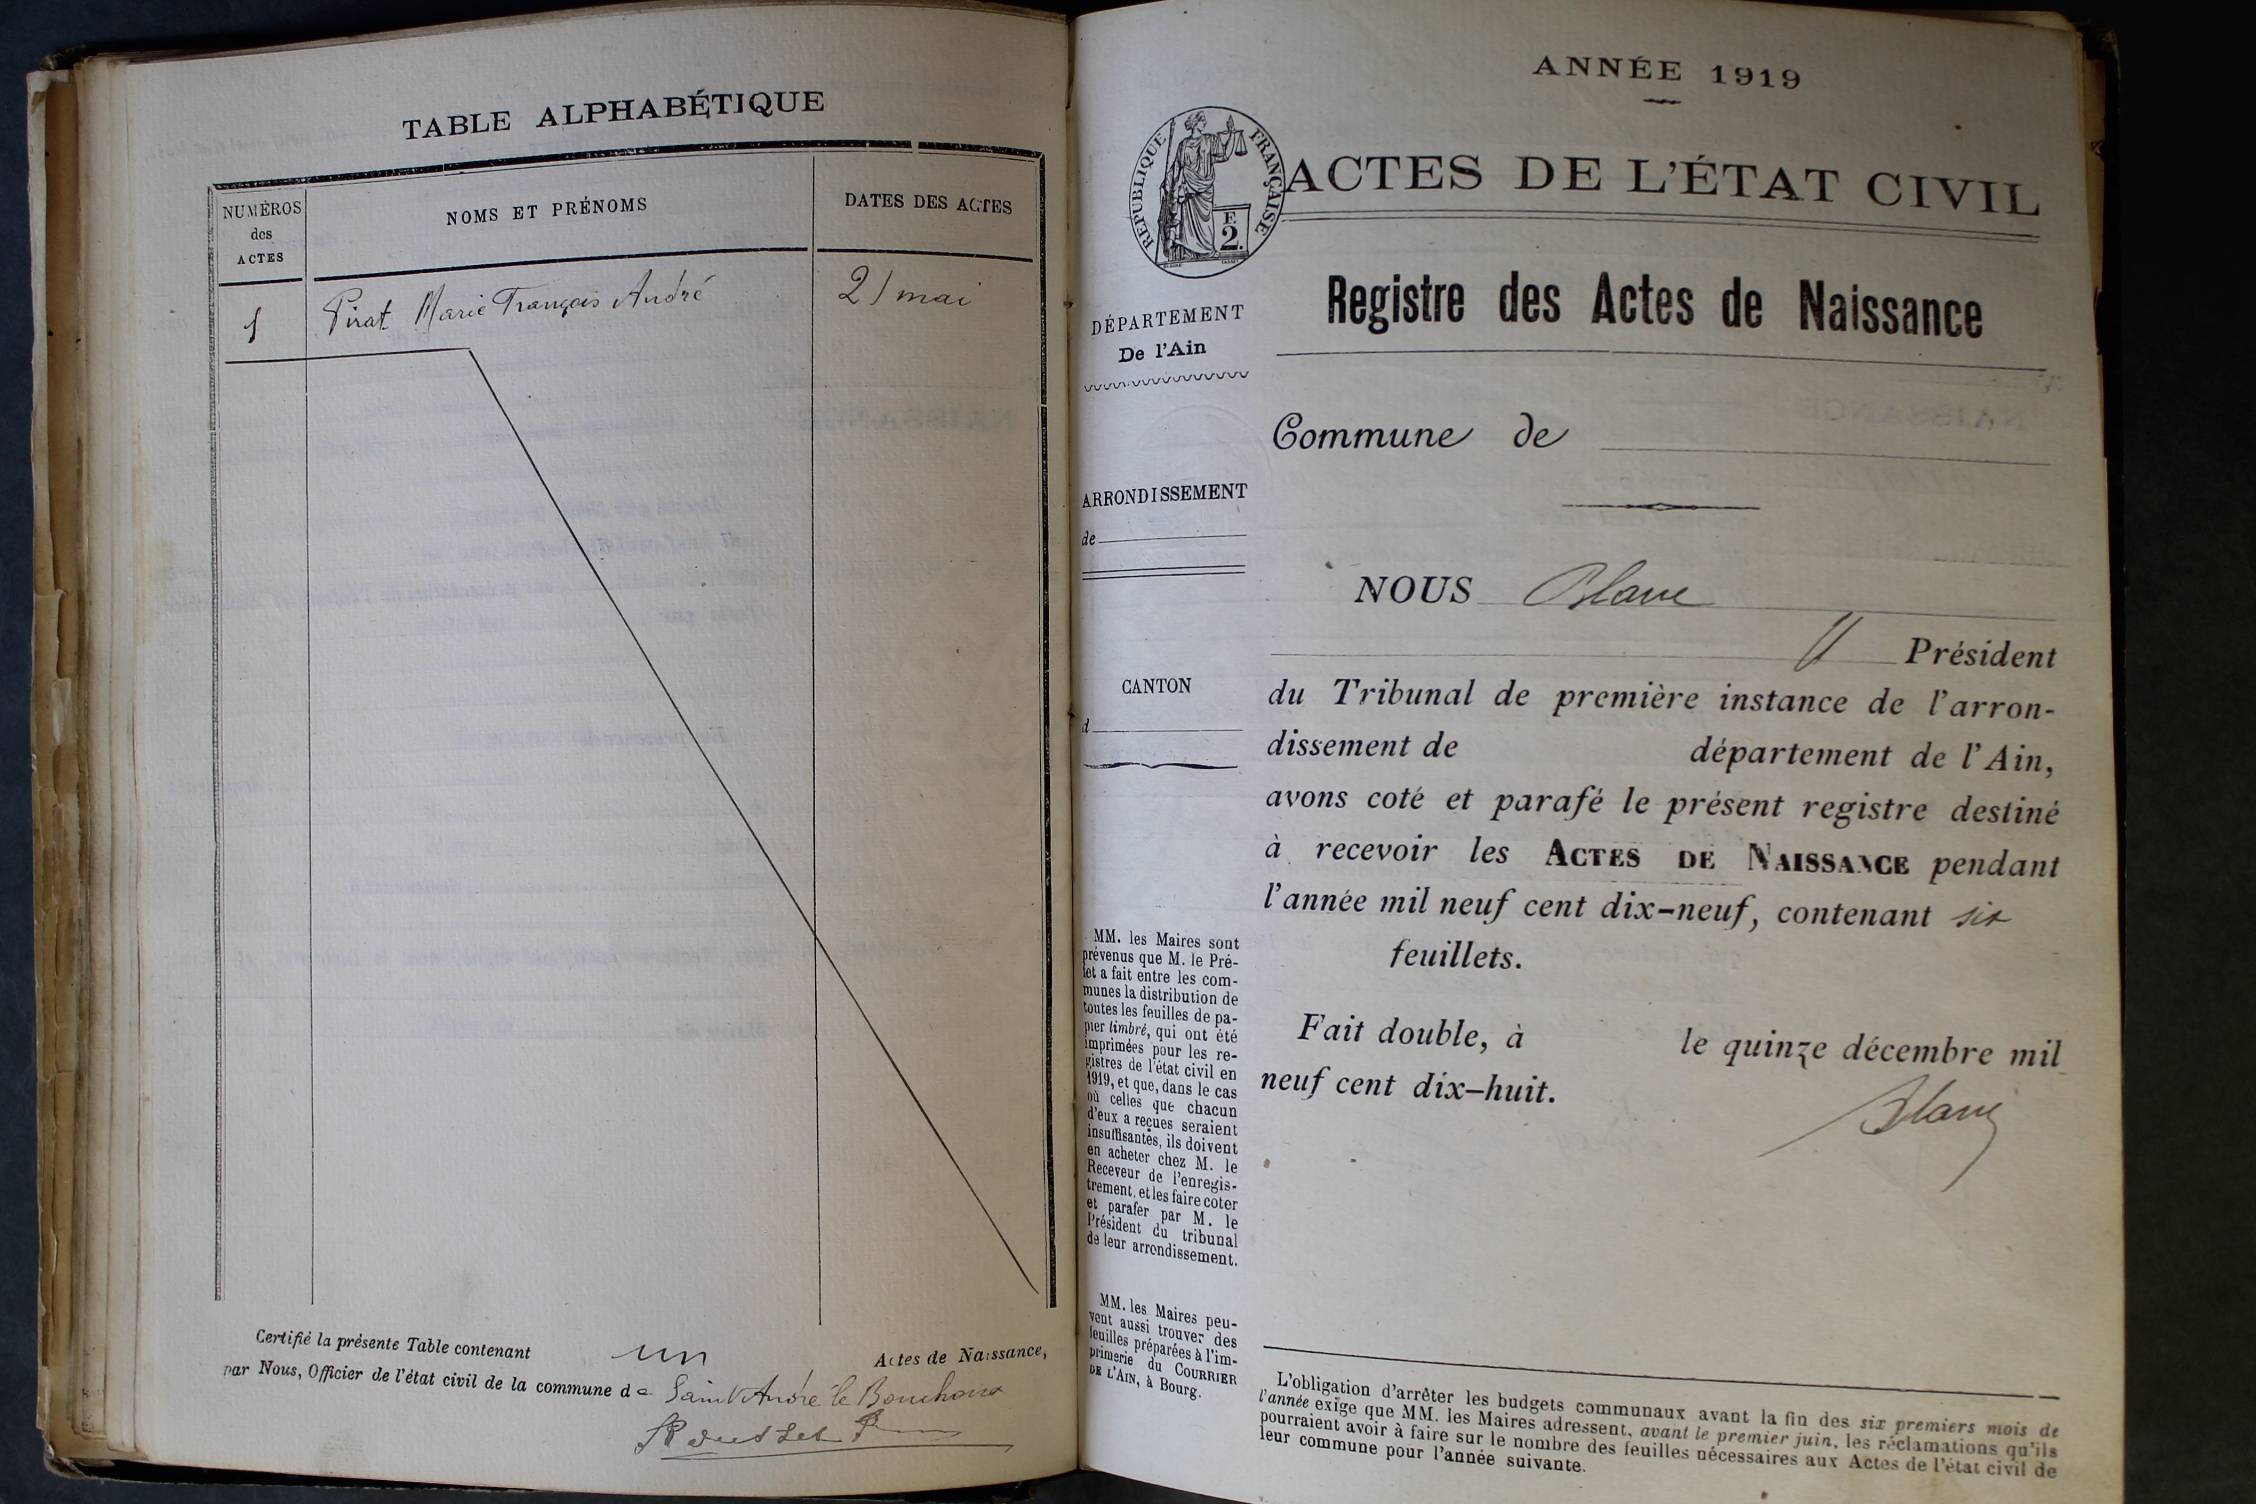 TABLE ALPHABÉTIQUE
NUMÉROS
des
ACTES
NOMS ET PRÉNOMS
DATES DES ACTES
1
Pirat Marie François André
21 mai
Certifié la présente Table contenant un Actes de Naissance,
par Nous, Officier de l'état civil de la commune de Saint André le Bouchoux
ANNÉE 1919
RÉPUBLIQUE FRANÇAISE
F.
2.
ACTES DE L'ÉTAT CIVIL
Registre des Actes de Naissance
DÉPARTEMENT
De l'Ain
Commune de
ARRONDISSEMENT
de
CANTON
d
NOUS Blanc
Président
du Tribunal de première instance de l'arron-
dissement de département de l'Ain,
avons coté et parafé le présent registre destiné
à recevoir les ACTES DE NAISSANCE pendant
l'année mil neuf cent dix-neuf, contenant six
feuillets.
Fait double, à le quinze décembre mil
neuf cent dix-huit.
Blanc
MM. les Maires sont
prévenus que M. le Pré-
fet a fait entre les com-
munes la distribution de
toutes les feuilles de pa-
pier timbré, qui ont été
imprimées pour les re-
gistres de l'état civil en
1919, et que, dans le cas
où celles que chacun
d'eux a reçues seraient
insuffisantes, ils doivent
en acheter chez M. le
Receveur de l'enregis-
trement, et les faire coter
et parafer par M. le
Président du tribunal
de leur arrondissement.
MM. les Maires peu-
vent aussi trouver des
feuilles préparées à l'im-
primerie du COURRIER
DE L'AIN, à Bourg.
L'obligation d'arrêter les budgets communaux avant la fin des six premiers mois de
l'année exige que MM. les Maires adressent, avant le premier juin, les réclamations qu'ils
pourraient avoir à faire sur le nombre des feuilles nécessaires aux Actes de l'état civil de
leur commune pour l'année suivante.